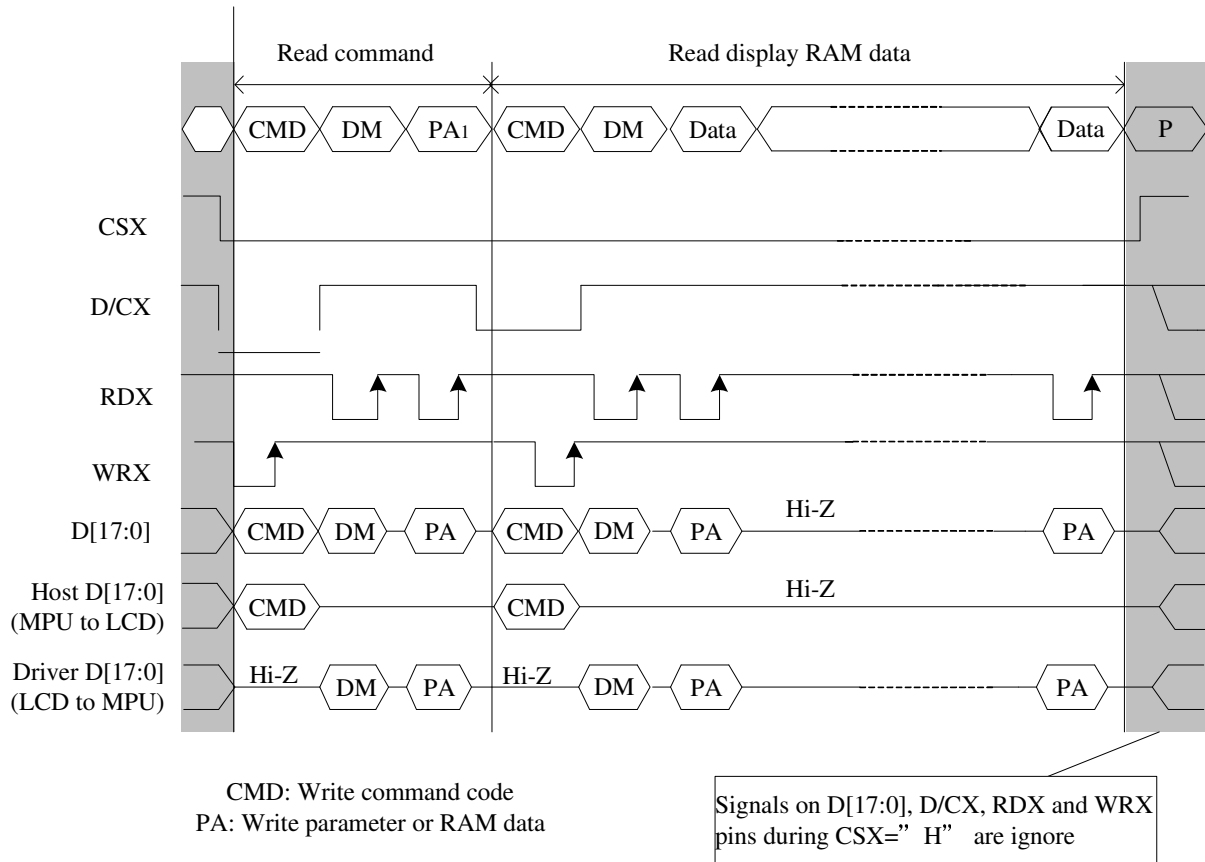 Read command
Read display RAM data
CMD DM PA1 CMD DM Data Data P
CSX
D/CX
RDX
WRX
D[17:0] CMD DM PA CMD DM PA Hi-Z PA
Host D[17:0]
(MPU to LCD) CMD CMD Hi-Z
Driver D[17:0]
(LCD to MPU) Hi-Z DM PA Hi-Z DM PA PA
CMD: Write command code
PA: Write parameter or RAM data
Signals on D[17:0], D/CX, RDX and WRX
pins during CSX=” H” are ignore